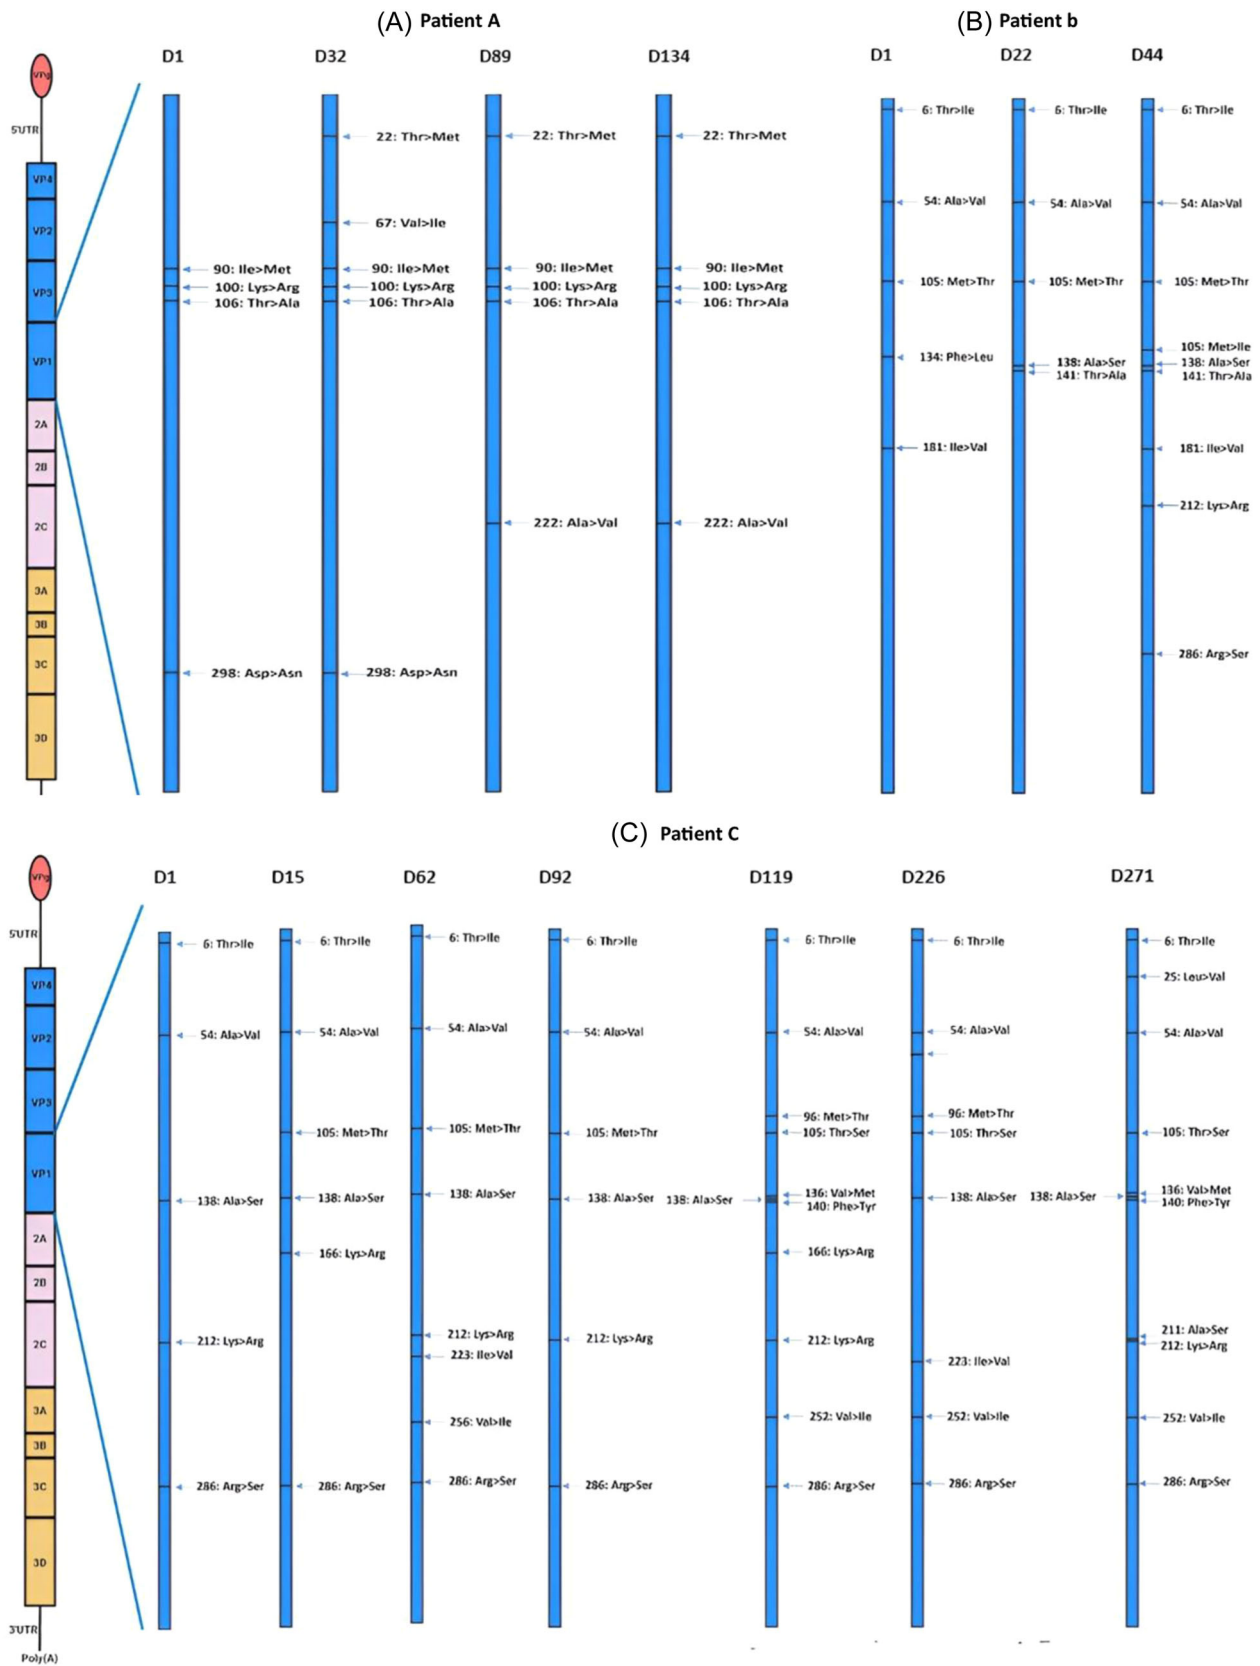 (A) Patient A
(B) Patient b
D1
D32
D89
D134
D1
D22
D44
VPg
5'UTR
VP4
VP2
VP3
VP1
2A
2B
2C
3A
3B
3C
3D
90: Ile>Met
100: Lys>Arg
106: Thr>Ala
298: Asp>Asn
22: Thr>Met
67: Val>Ile
90: Ile>Met
100: Lys>Arg
106: Thr>Ala
298: Asp>Asn
22: Thr>Met
90: Ile>Met
100: Lys>Arg
106: Thr>Ala
222: Ala>Val
22: Thr>Met
90: Ile>Met
100: Lys>Arg
106: Thr>Ala
222: Ala>Val
6: Thr>Ile
54: Ala>Val
105: Met>Thr
134: Phe>Leu
181: Ile>Val
6: Thr>Ile
54: Ala>Val
105: Met>Thr
138: Ala>Ser
141: Thr>Ala
6: Thr>Ile
54: Ala>Val
105: Met>Thr
105: Met>Ile
138: Ala>Ser
141: Thr>Ala
181: Ile>Val
212: Lys>Arg
286: Arg>Ser
(C) Patient C
D1
D15
D62
D92
D119
D226
D271
VPg
5'UTR
VP4
VP2
VP3
VP1
2A
2B
2C
3A
3B
3C
3D
3'UTR
Poly(A)
6: Thr>Ile
54: Ala>Val
138: Ala>Ser
212: Lys>Arg
286: Arg>Ser
6: Thr>Ile
54: Ala>Val
105: Met>Thr
138: Ala>Ser
166: Lys>Arg
286: Arg>Ser
6: Thr>Ile
54: Ala>Val
105: Met>Thr
138: Ala>Ser
212: Lys>Arg
223: Ile>Val
256: Val>Ile
286: Arg>Ser
6: Thr>Ile
54: Ala>Val
105: Met>Thr
138: Ala>Ser
212: Lys>Arg
286: Arg>Ser
6: Thr>Ile
54: Ala>Val
96: Met>Thr
105: Thr>Ser
136: Val>Met
138: Ala>Ser
140: Phe>Tyr
166: Lys>Arg
212: Lys>Arg
252: Val>Ile
286: Arg>Ser
6: Thr>Ile
54: Ala>Val
96: Met>Thr
105: Thr>Ser
138: Ala>Ser
223: Ile>Val
252: Val>Ile
286: Arg>Ser
6: Thr>Ile
25: Leu>Val
54: Ala>Val
105: Thr>Ser
136: Val>Met
138: Ala>Ser
140: Phe>Tyr
211: Ala>Ser
212: Lys>Arg
252: Val>Ile
286: Arg>Ser